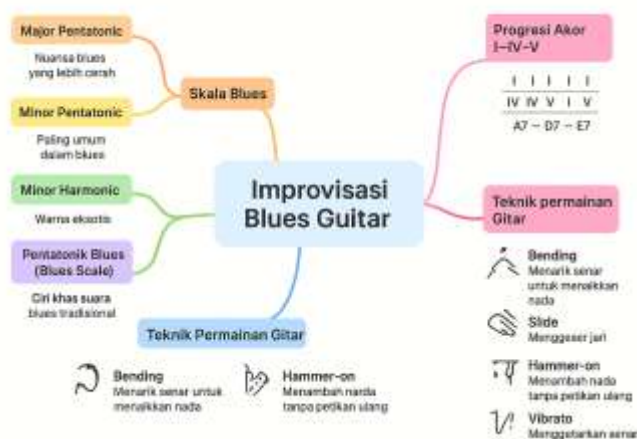 Major Pentatonic
Nuansa blues
yang lebih cerah
Minor Pentatonic
Paling umum
dalam blues
Skala Blues
Minor Harmonic
Warna eksotis
Pentatonik Blues
(Blues Scale)
Ciri khas suara
blues tradisional
Improvisasi
Blues Guitar
Teknik Permainan Gitar
Bending
Menarik senar untuk
menaikkan nada
Hammer-on
Menambah narda
tanpa petikan ulang
Progresi Akor
I–IV–V
I I I I I
IV IV V I V
A7 – D7 – E7
Teknik permainan
Gitar
Bending
Menarik senar
untuk menaikkan
nada
Slide
Menggeser jari
Hammer-on
Menambah nada
tanpa petikan ulang
Vibrato
Menggetarkan senar